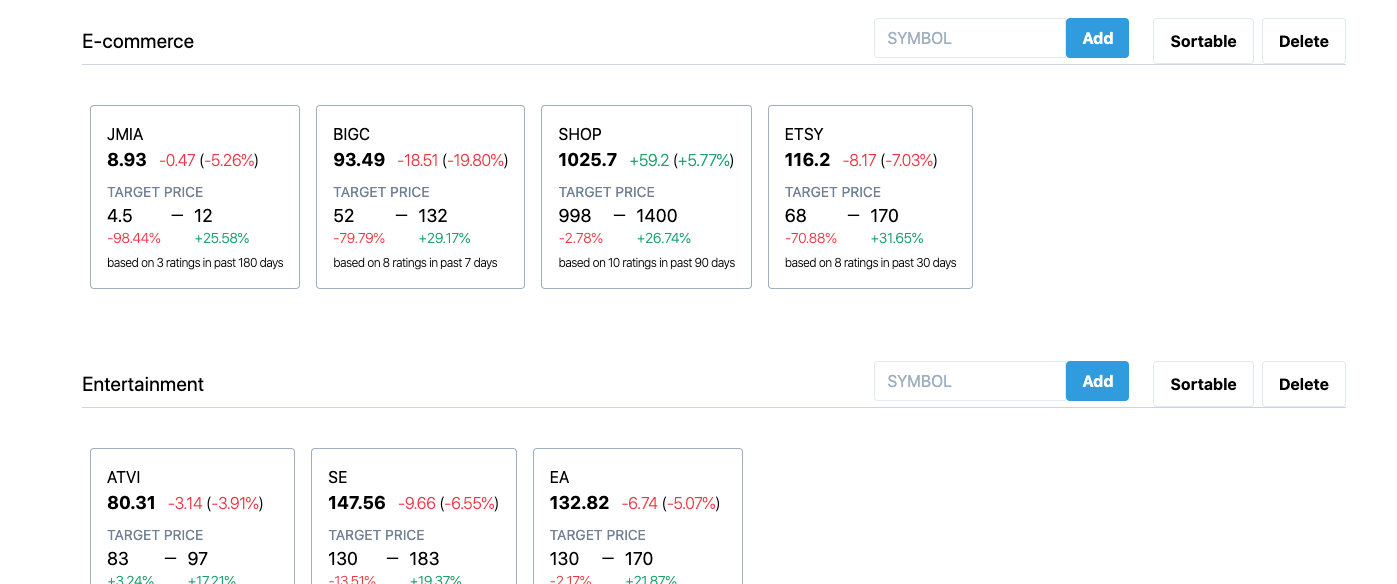 E-commerce
SYMBOL Add Sortable Delete
JMIA
8.93 -0.47 (-5.26%)
TARGET PRICE
4.5 – 12
-98.44% +25.58%
based on 3 ratings in past 180 days
BIGC
93.49 -18.51 (-19.80%)
TARGET PRICE
52 – 132
-79.79% +29.17%
based on 8 ratings in past 7 days
SHOP
1025.7 +59.2 (+5.77%)
TARGET PRICE
998 – 1400
-2.78% +26.74%
based on 10 ratings in past 90 days
ETSY
116.2 -8.17 (-7.03%)
TARGET PRICE
68 – 170
-70.88% +31.65%
based on 8 ratings in past 30 days
Entertainment
SYMBOL Add Sortable Delete
ATVI
80.31 -3.14 (-3.91%)
TARGET PRICE
83 – 97
+3.24% +17.21%
SE
147.56 -9.66 (-6.55%)
TARGET PRICE
130 – 183
-13.51% +19.37%
EA
132.82 -6.74 (-5.07%)
TARGET PRICE
130 – 170
-2.17% +21.87%